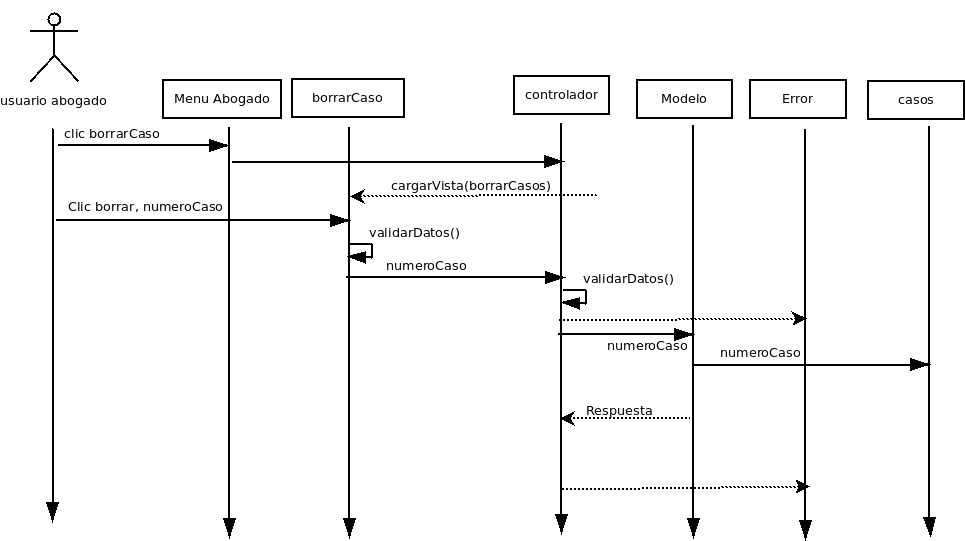 usuario abogado
Menu Abogado
borrarCaso
controlador
Modelo
Error
casos
clic borrarCaso
cargarVista(borrarCasos)
Clic borrar, numeroCaso
validarDatos()
numeroCaso
validarDatos()
numeroCaso
numeroCaso
Respuesta